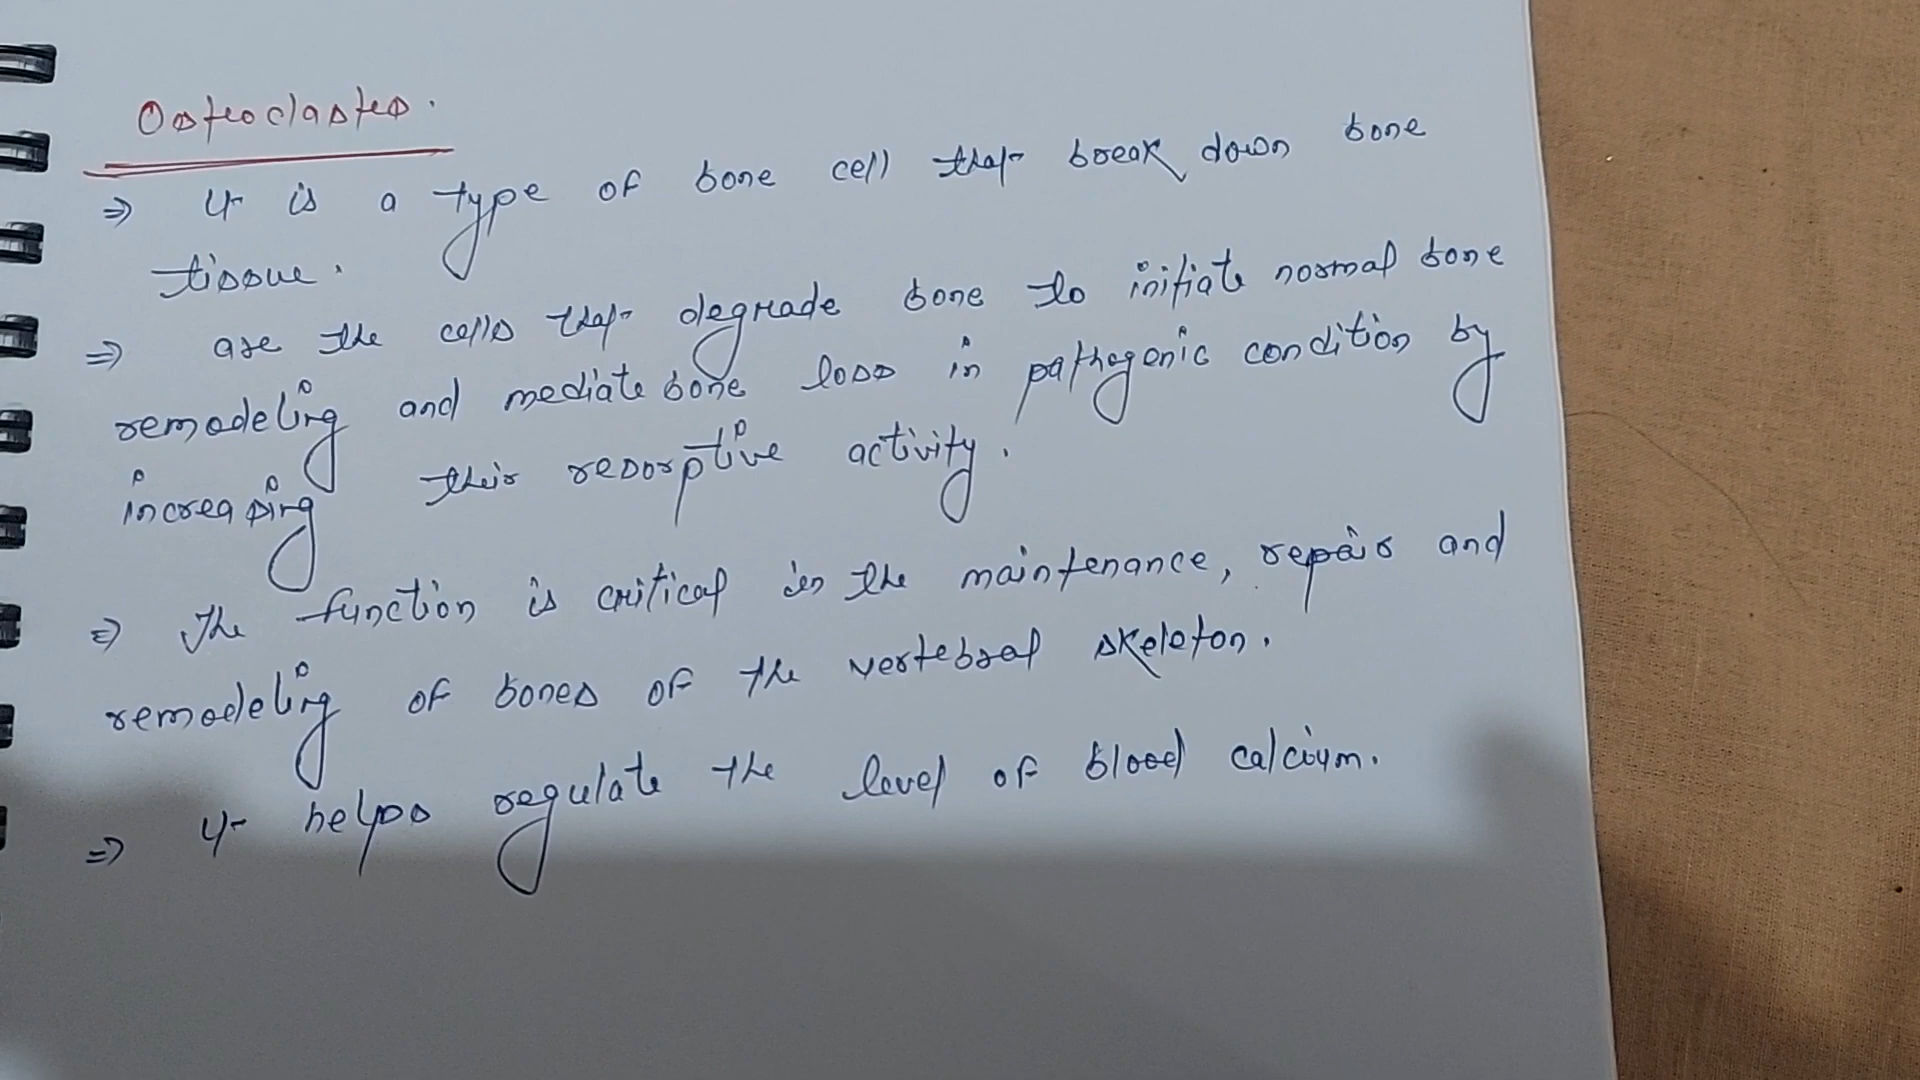 Osteoclastes.
⇒ It is a type of bone cell that break down bone
tissue.
⇒ are the cells that degrade bone to initiate normal bone
remodeling and mediate bone loss in pathogenic condition by
increasing their resorptive activity.
⇒ The function is critical in the maintenance, repair and
remodeling of bones of the vertebral skeleton.
⇒ It helps regulate the level of blood calcium.